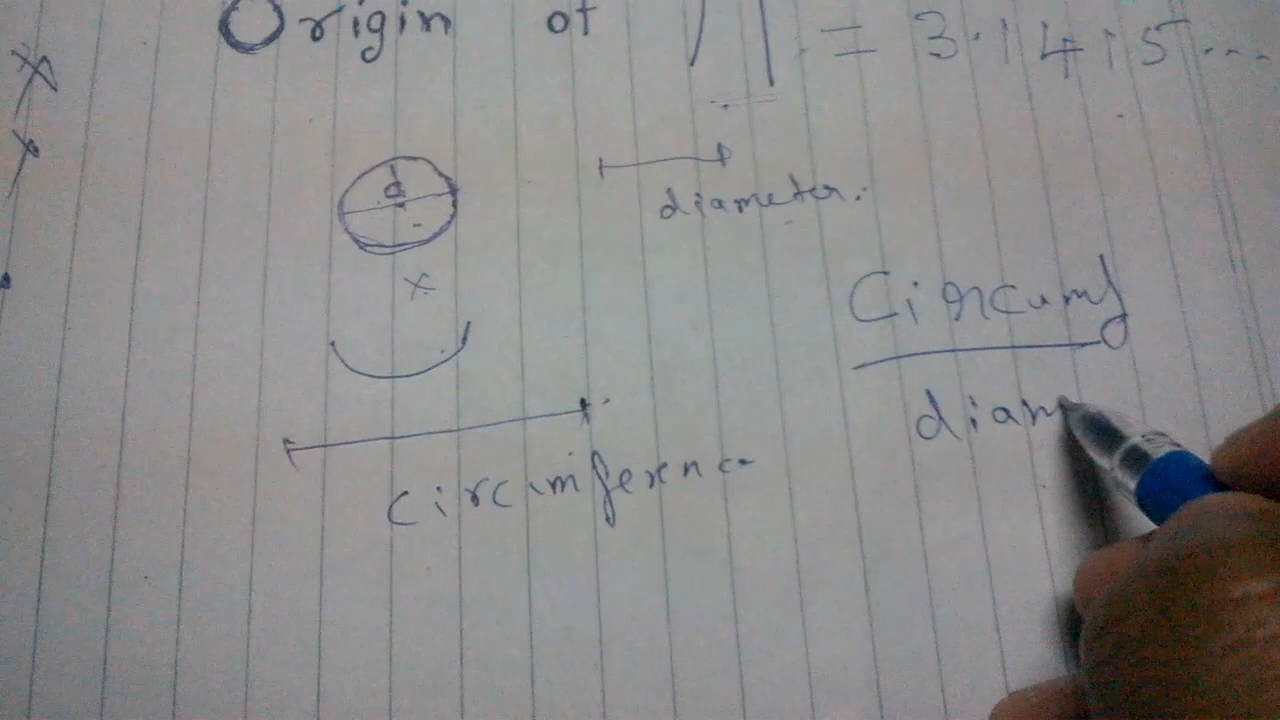 Origin of π = 3.1415...
d
diameter.
x
Circumf
diam
circumference